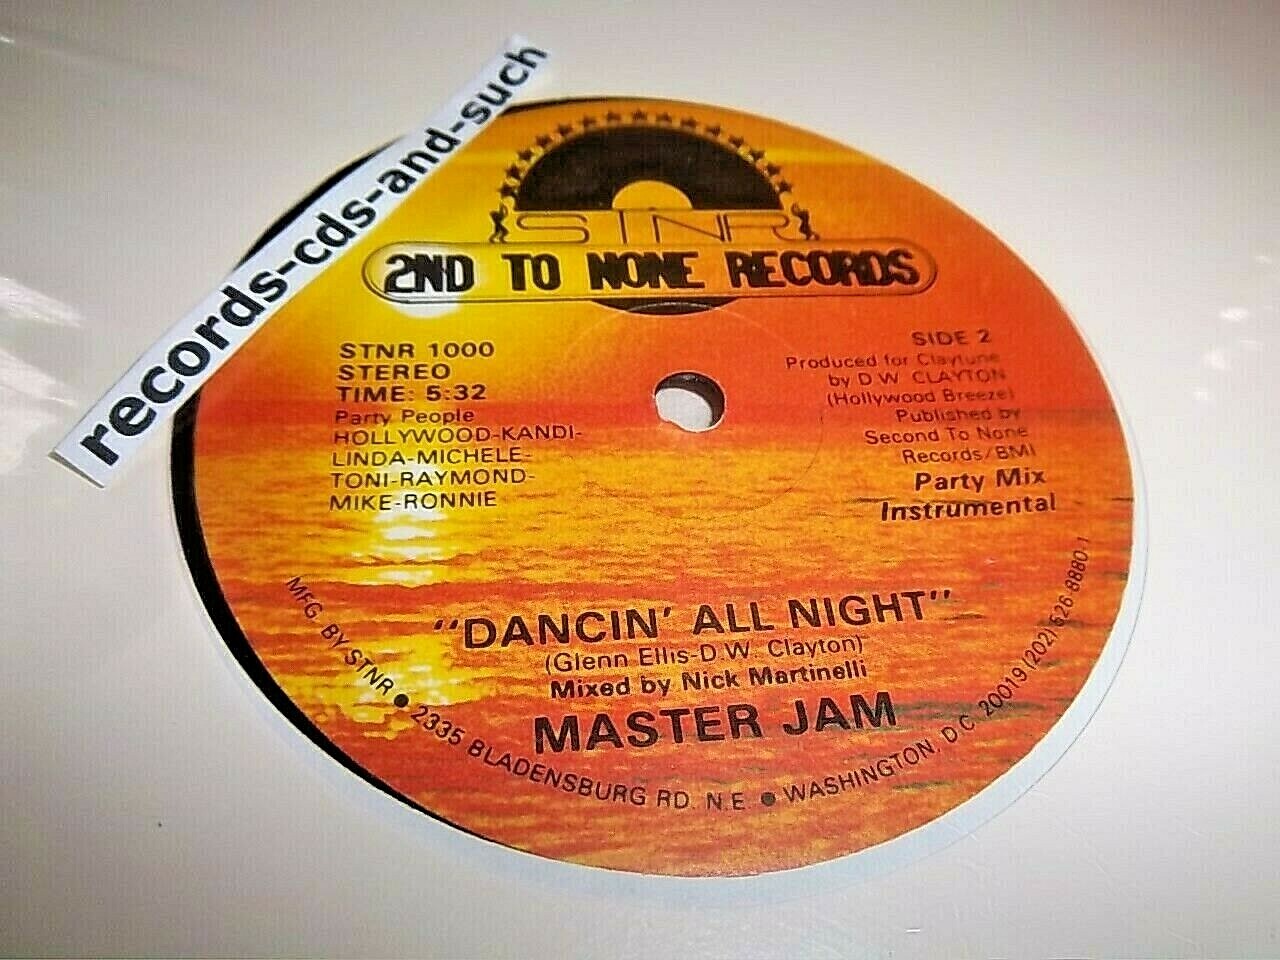 records-cds-and-such
STNR
2ND TO NONE RECORDS
STNR 1000
STEREO
TIME: 5:32
Party People
HOLLYWOOD-KANDI-
LINDA-MICHELE-
TONI-RAYMOND-
MIKE-RONNIE
SIDE 2
Produced for Claytune
by D.W. CLAYTON
(Hollywood Breeze)
Published by
Second To None
Records/BMI
Party Mix
Instrumental
"DANCIN' ALL NIGHT"
(Glenn Ellis-D.W. Clayton)
Mixed by Nick Martinelli
MASTER JAM
MFG. BY STNR • 2335 BLADENSBURG RD. N.E. • WASHINGTON, D.C. 20019 (202) 526-8880-1